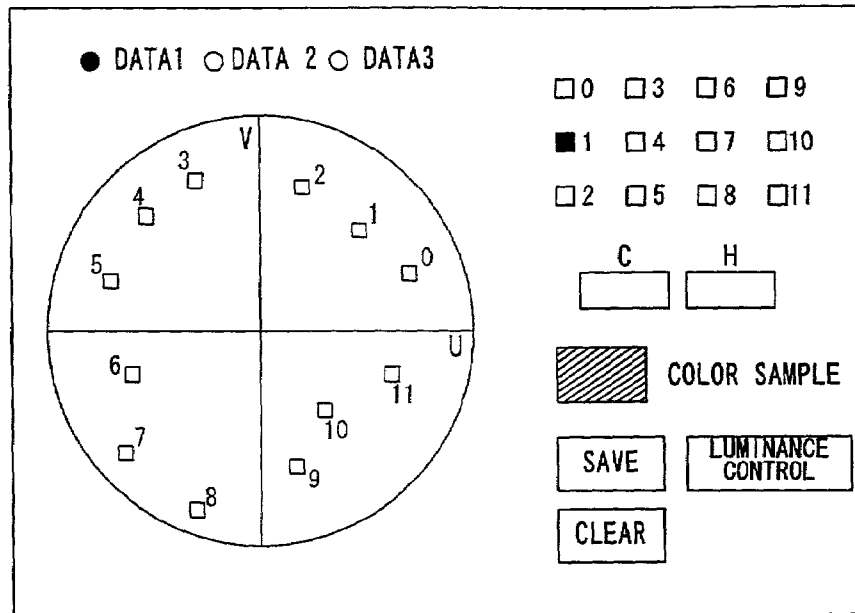 DATA1 DATA 2 DATA3
0 3 6 9
1 4 7 10
2 5 8 11
V
3
2
4
1
5
0
U
6
11
10
7
9
8
C H
COLOR SAMPLE
SAVE
LUMINANCE
CONTROL
CLEAR